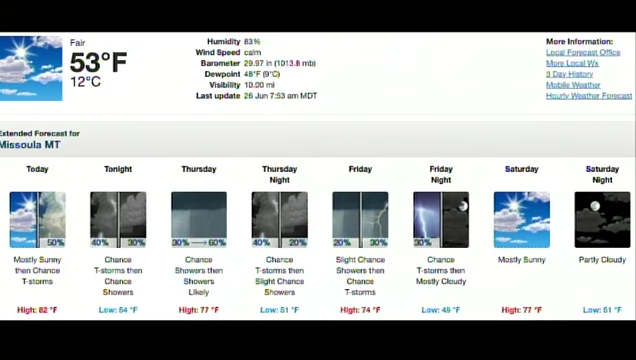 Fair
53°F
12°C
Humidity 83%
Wind Speed calm
Barometer 29.97 in (1013.8 mb)
Dewpoint 48°F (9°C)
Visibility 10.00 mi
Last update 26 Jun 7:53 am MDT
More Information:
Local Forecast Office
More Local Wx
3 Day History
Mobile Weather
Hourly Weather Forecast
Extended Forecast for
Missoula MT
Today
Tonight
Thursday
Thursday
Night
Friday
Friday
Night
Saturday
Saturday
Night
50%
40% 30%
30% 60%
40% 20%
20% 30%
30%
Mostly Sunny
then Chance
T-storms
Chance
T-storms then
Chance
Showers
Chance
Showers then
Showers
Likely
Chance
T-storms then
Slight Chance
Showers
Slight Chance
Showers then
Chance
T-storms
Chance
T-storms then
Mostly Cloudy
Mostly Sunny
Partly Cloudy
High: 82 °F
Low: 54 °F
High: 77 °F
Low: 51 °F
High: 74 °F
Low: 49 °F
High: 77 °F
Low: 51 °F